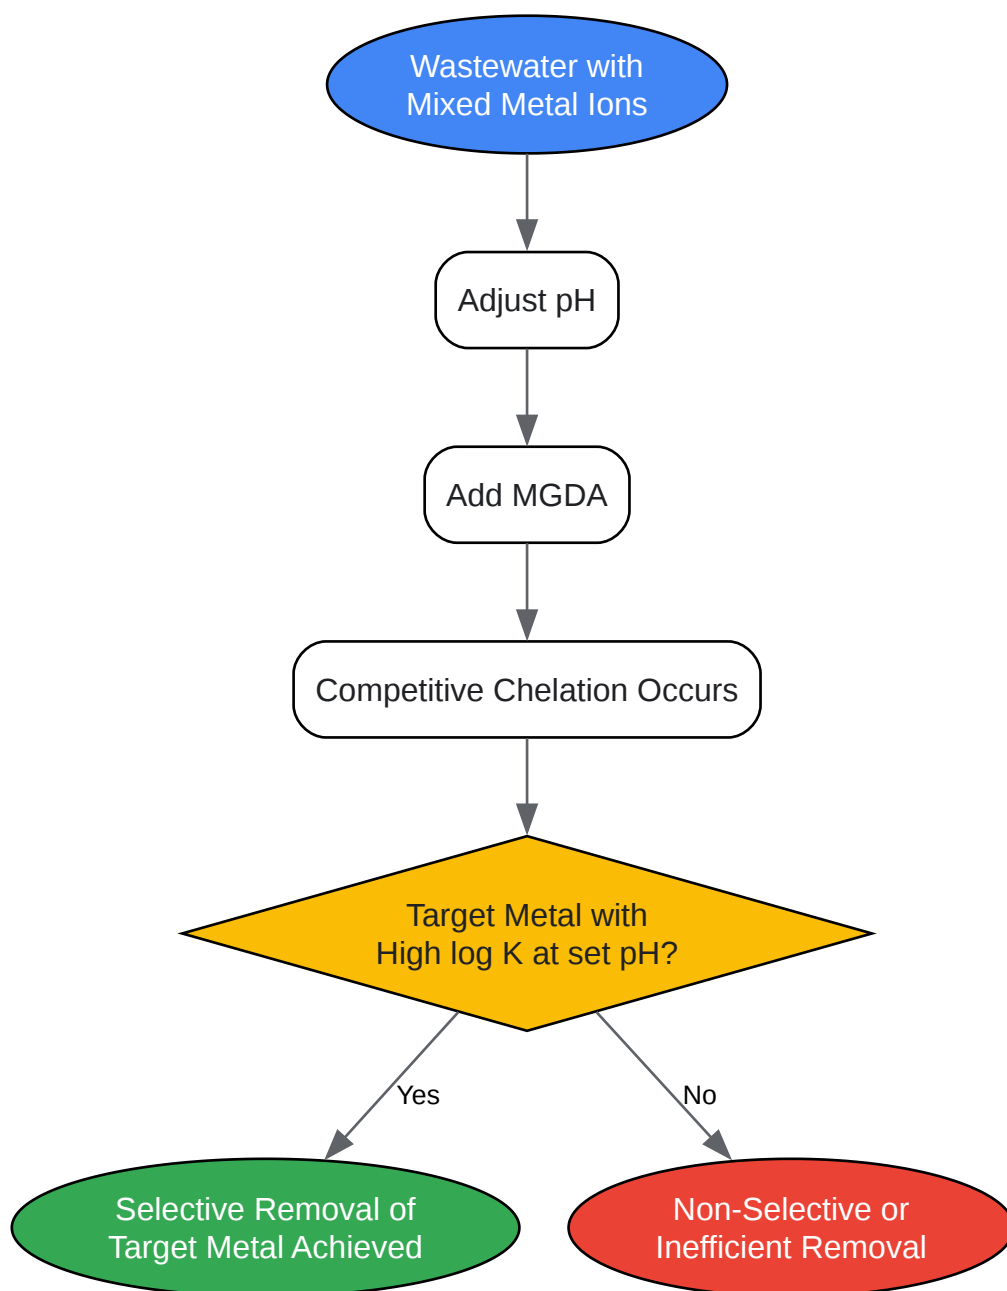 Wastewater with
Mixed Metal Ions
Adjust pH
Add MGDA
Competitive Chelation Occurs
Target Metal with
High log K at set pH?
Yes
No
Selective Removal of
Target Metal Achieved
Non-Selective or
Inefficient Removal